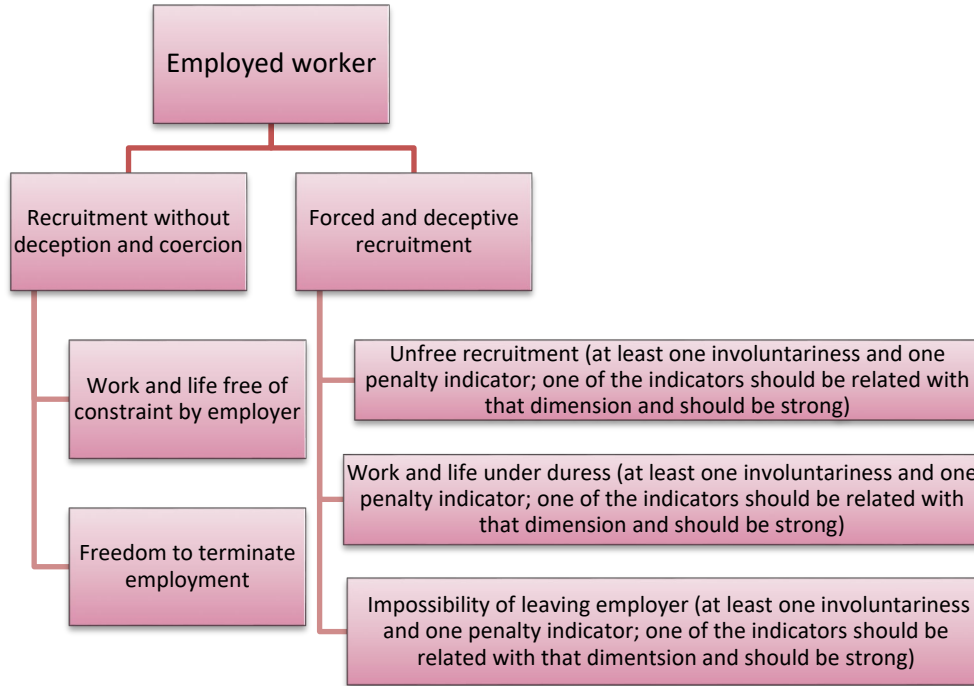 Employed worker
Recruitment without
deception and coercion
Forced and deceptive
recruitment
Work and life free of
constraint by employer
Freedom to terminate
employment
Unfree recruitment (at least one involuntariness and one
penalty indicator; one of the indicators should be related with
that dimension and should be strong)
Work and life under duress (at least one involuntariness and one
penalty indicator; one of the indicators should be related with
that dimension and should be strong)
Impossibility of leaving employer (at least one involuntariness
and one penalty indicator; one of the indicators should be
related with that dimentsion and should be strong)